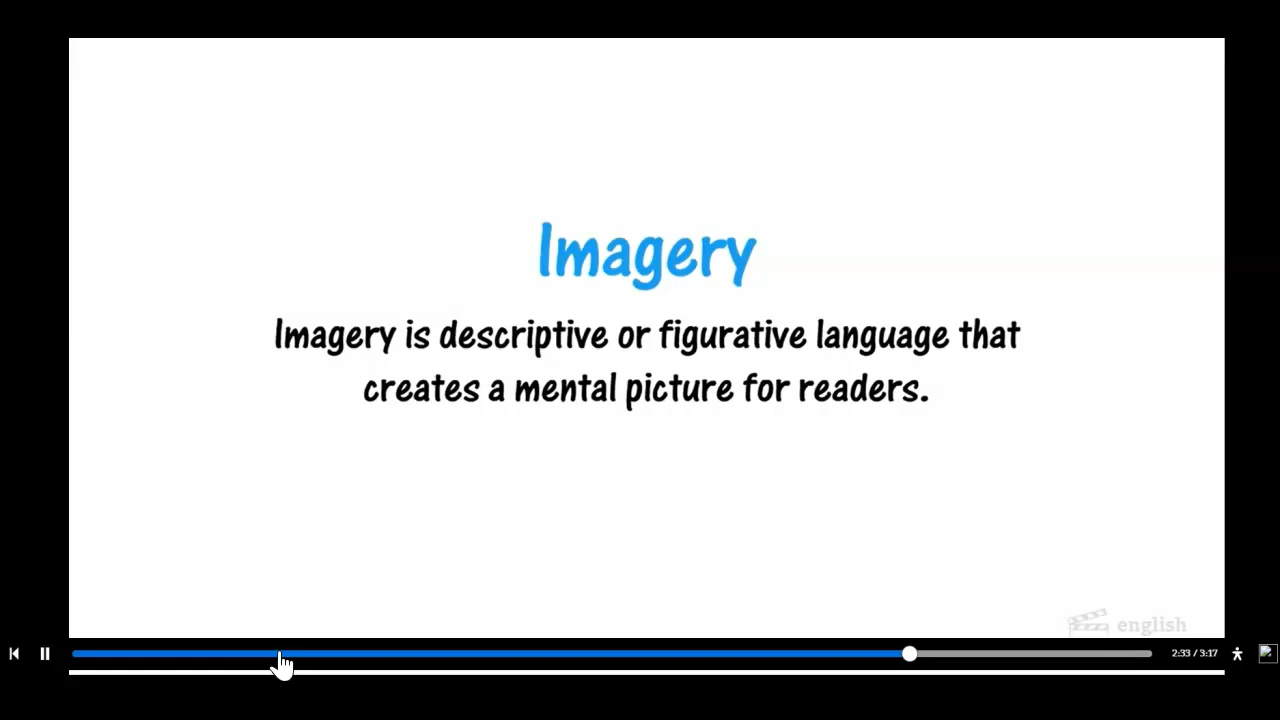 Imagery
Imagery is descriptive or figurative language that
creates a mental picture for readers.
english
2:33 / 3:17